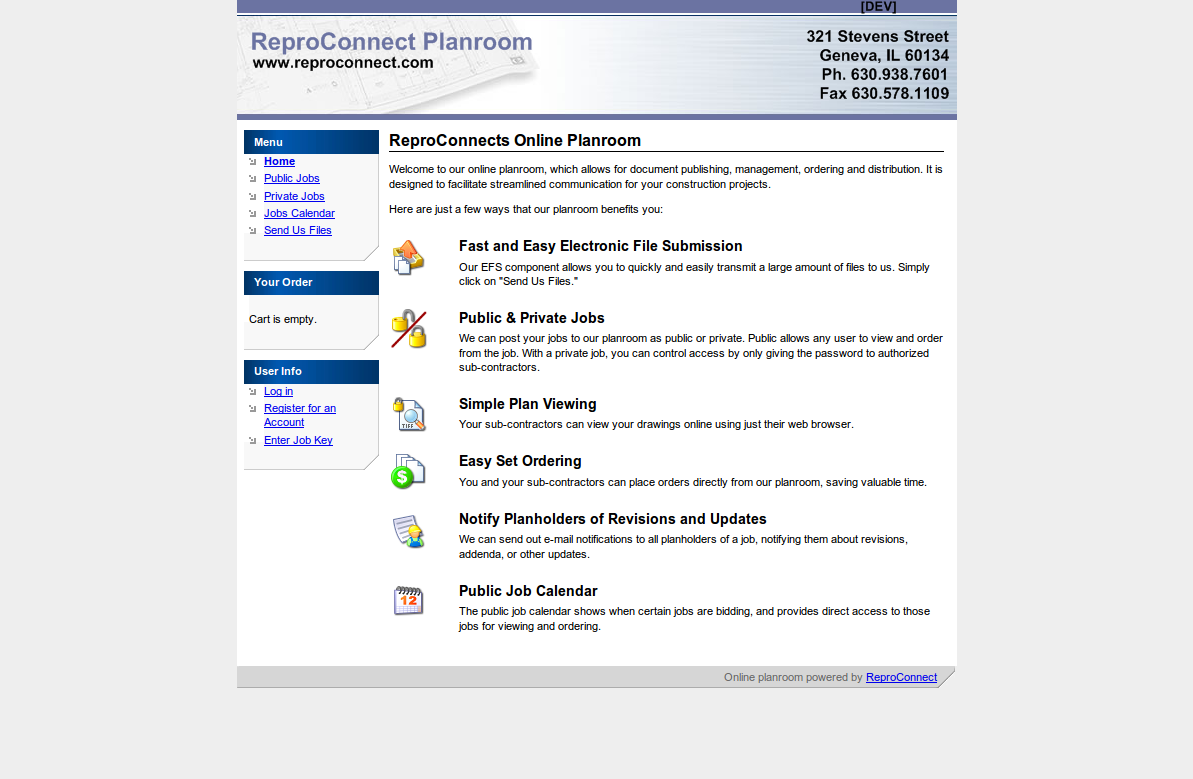 [DEV]
ReproConnect Planroom
www.reproconnect.com
321 Stevens Street
Geneva, IL 60134
Ph. 630.938.7601
Fax 630.578.1109
Menu
Home
Public Jobs
Private Jobs
Jobs Calendar
Send Us Files
Your Order
Cart is empty.
User Info
Log in
Register for an
Account
Enter Job Key
ReproConnects Online Planroom
Welcome to our online planroom, which allows for document publishing, management, ordering and distribution. It is
designed to facilitate streamlined communication for your construction projects.
Here are just a few ways that our planroom benefits you:
Fast and Easy Electronic File Submission
Our EFS component allows you to quickly and easily transmit a large amount of files to us. Simply
click on "Send Us Files."
Public & Private Jobs
We can post your jobs to our planroom as public or private. Public allows any user to view and order
from the job. With a private job, you can control access by only giving the password to authorized
sub-contractors.
TIFF
Simple Plan Viewing
Your sub-contractors can view your drawings online using just their web browser.
$
Easy Set Ordering
You and your sub-contractors can place orders directly from our planroom, saving valuable time.
Notify Planholders of Revisions and Updates
We can send out e-mail notifications to all planholders of a job, notifying them about revisions,
addenda, or other updates.
12
Public Job Calendar
The public job calendar shows when certain jobs are bidding, and provides direct access to those
jobs for viewing and ordering.
Online planroom powered by ReproConnect